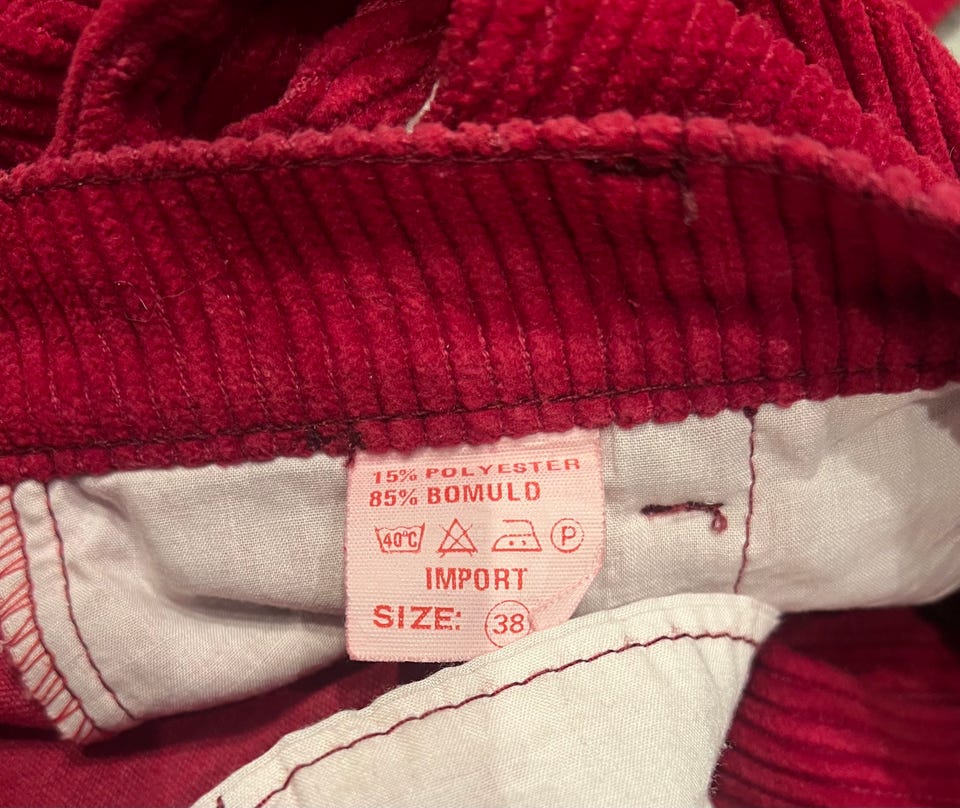 15% POLYESTER
85% BOMULD
40°C P
IMPORT
SIZE: 38